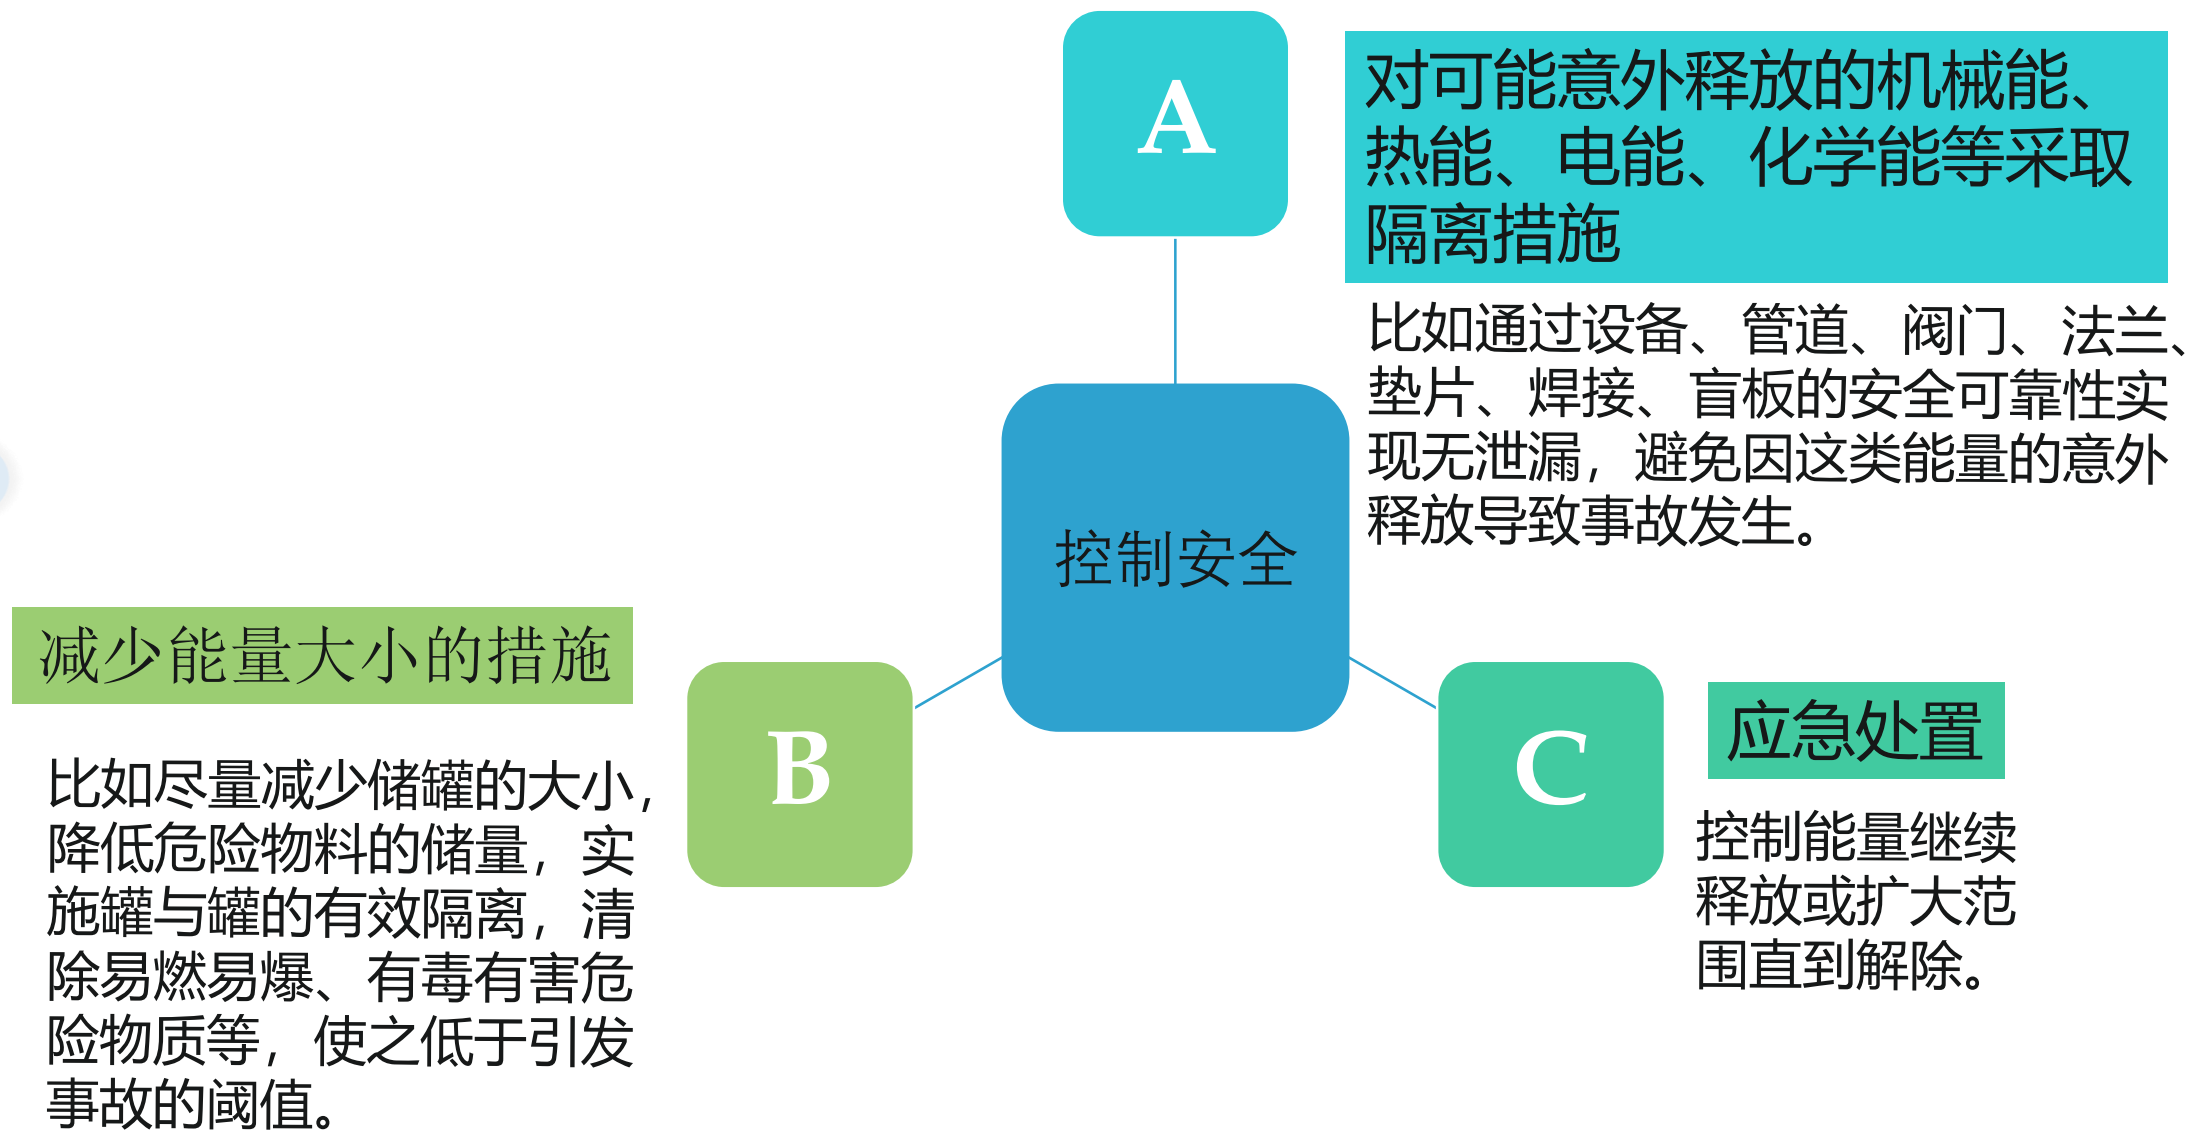 A
对可能意外释放的机械能、
热能、电能、化学能等采取
隔离措施
比如通过设备、管道、阀门、法兰、
垫片、焊接、盲板的安全可靠性实
现无泄漏，避免因这类能量的意外
释放导致事故发生。
控制安全
减少能量大小的措施
B
比如尽量减少储罐的大小，
降低危险物料的储量，实
施罐与罐的有效隔离，清
除易燃易爆、有毒有害危
险物质等，使之低于引发
事故的阈值。
C
应急处置
控制能量继续
释放或扩大范
围直到解除。